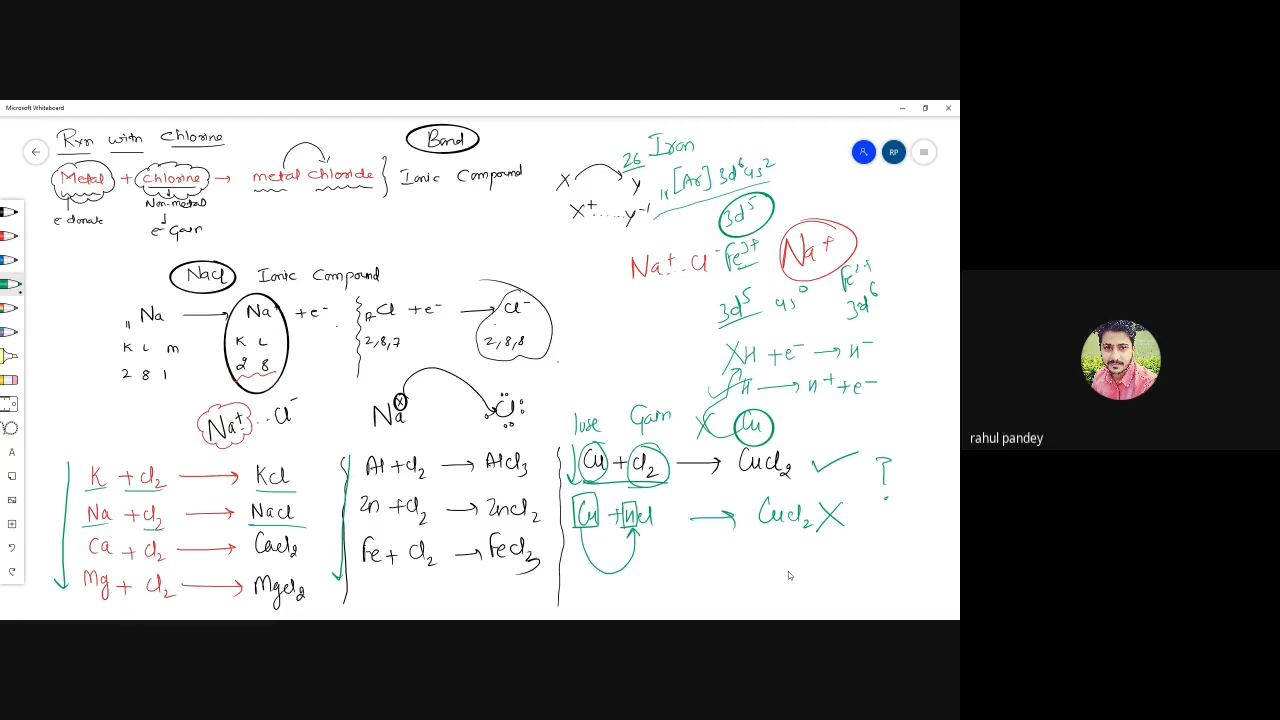 Microsoft Whiteboard
Rxn with Chlorine
Bond
Metal + Chlorine → metal chloride } Ionic Compound
Non-metal
e⁻ donate
e⁻ Gain
X Y
X⁺ ..... Y⁻¹
26 Iron
[Ar] 3d⁶ 4s²
3d⁵
Na⁺ .. Cl⁻ Fe³⁺ Na⁺
3d⁵ 4s⁰
3d⁶
RP
NaCl Ionic Compound
₁₁Na → Na⁺ + e⁻
K L M K L
2 8 1 2 8
₁₇Cl + e⁻ → Cl⁻
2,8,7 2,8,8
Na⁺ .. Cl⁻
Na Cl
XH + e⁻ → H⁻
H → H⁺ + e⁻
lose Gain X Cu
K + Cl₂ → KCl
Na + Cl₂ → NaCl
Ca + Cl₂ → CaCl₂
Mg + Cl₂ → MgCl₂
Al + Cl₂ → AlCl₃
Zn + Cl₂ → ZnCl₂
Fe + Cl₂ → FeCl₃
Cu + Cl₂ → CuCl₂ ✓ ?
Cu + HCl → CuCl₂ X
A
rahul pandey